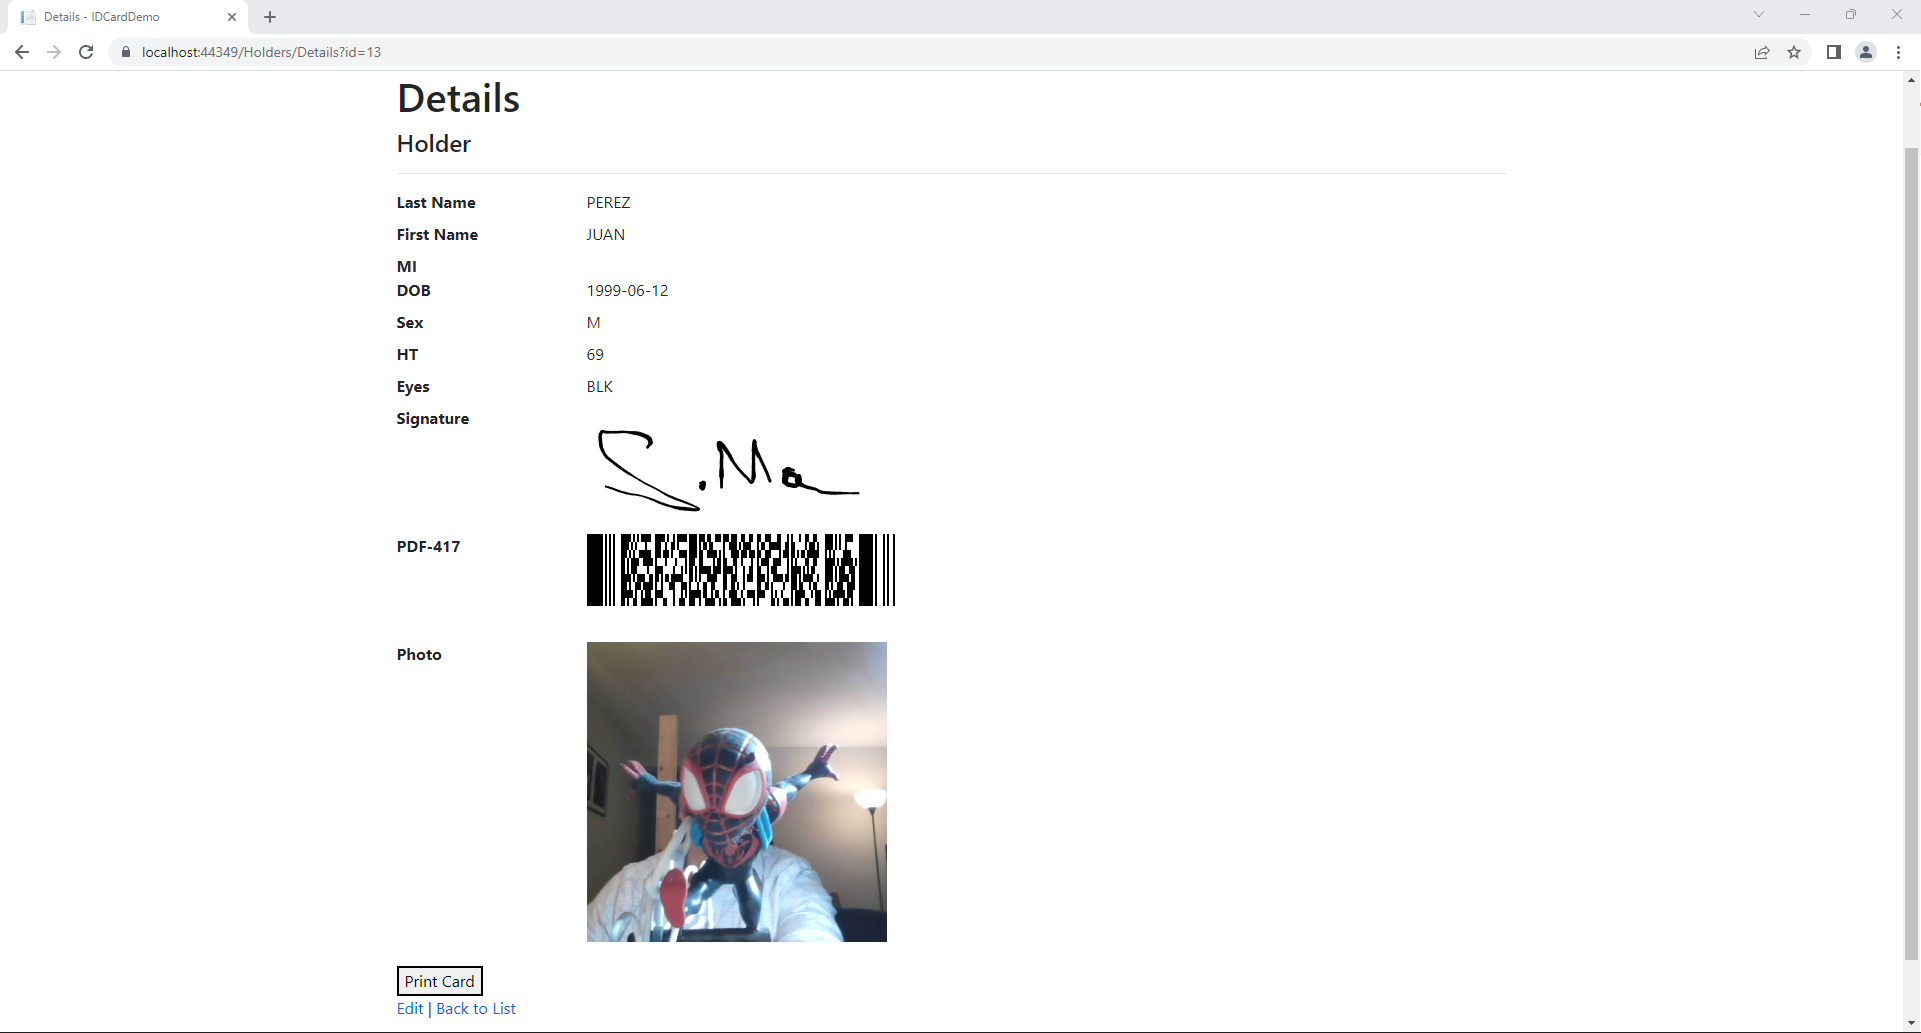 Details - IDCardDemo
localhost:44349/Holders/Details?id=13
Details
Holder
Last Name PEREZ
First Name JUAN
MI
DOB 1999-06-12
Sex M
HT 69
Eyes BLK
Signature
PDF-417
Photo
Print Card
Edit | Back to List